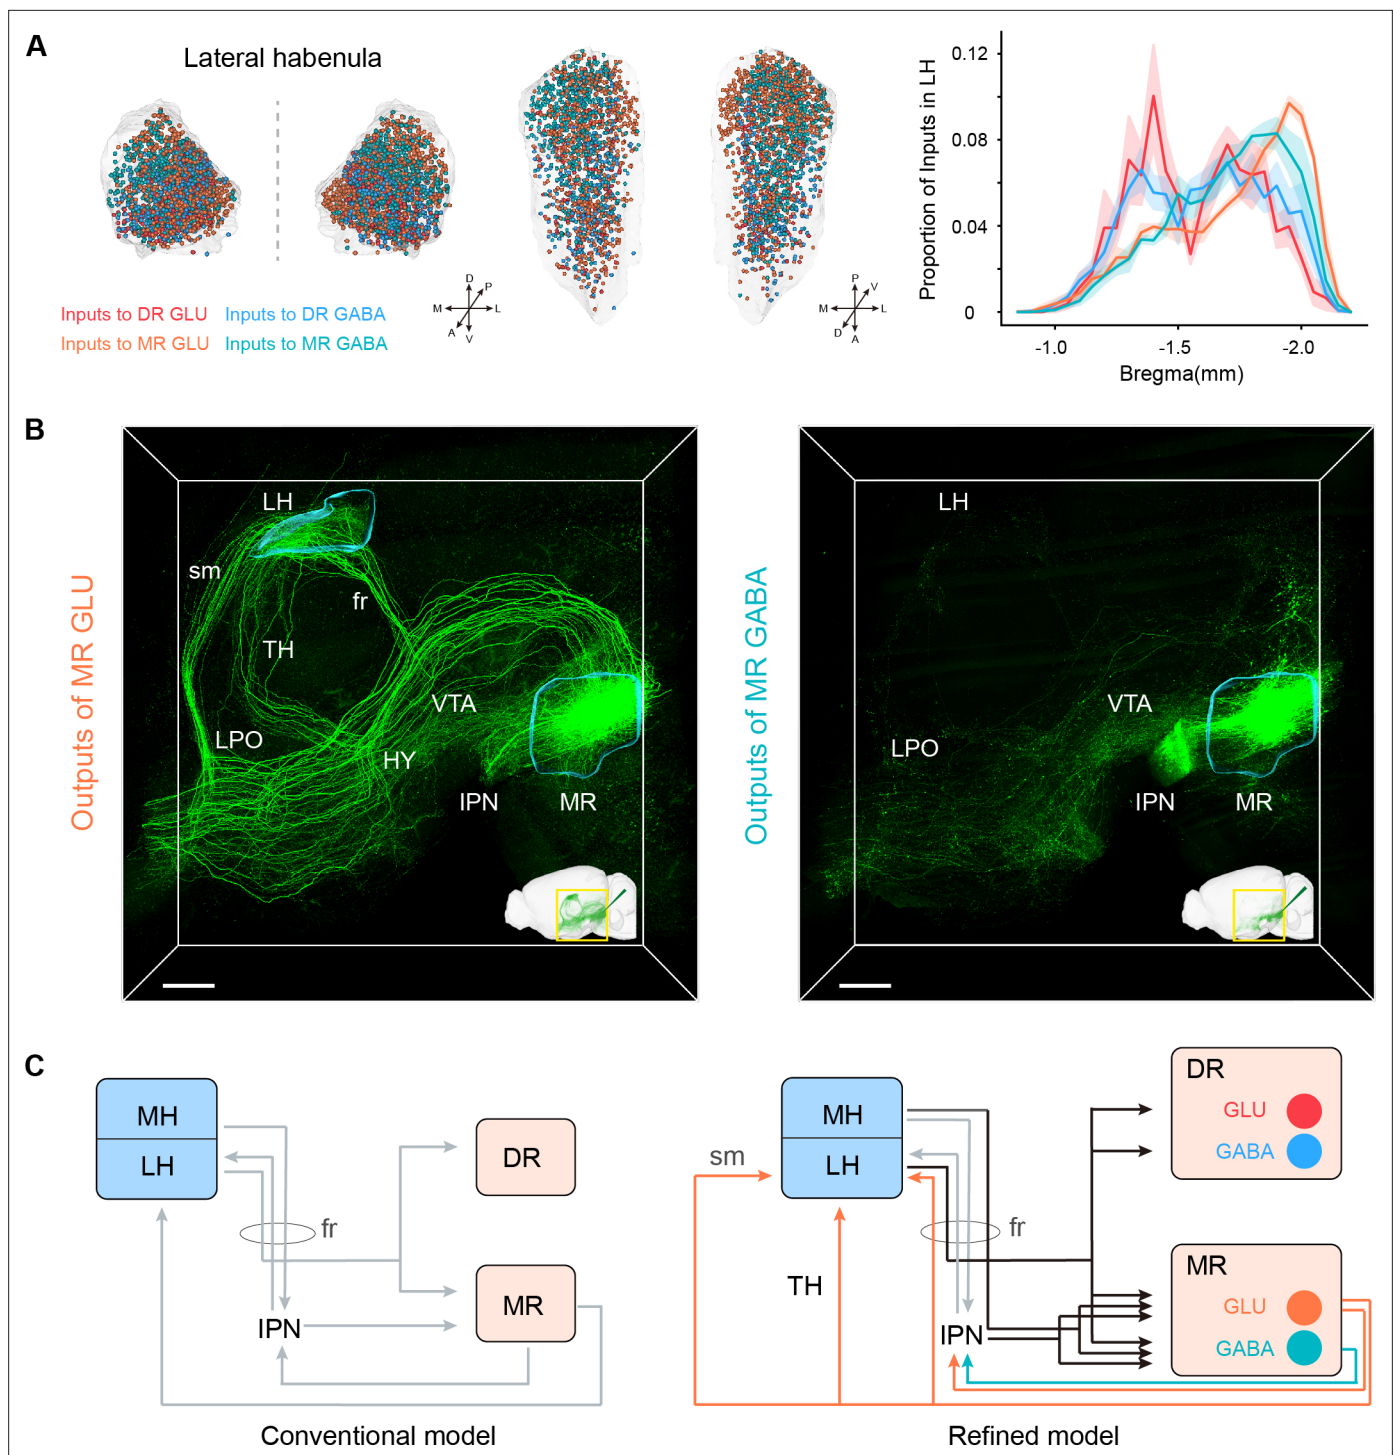 A
Lateral habenula
Inputs to DR GLU
Inputs to DR GABA
Inputs to MR GLU
Inputs to MR GABA
D
P
M
L
A
V
P
V
M
L
D
A
Proportion of Inputs in LH
0.12
0.08
0.04
0
-1.0
-1.5
-2.0
Bregma(mm)
B
Outputs of MR GLU
LH
sm
fr
TH
VTA
LPO
HY
IPN
MR
Outputs of MR GABA
LH
VTA
LPO
IPN
MR
C
MH
LH
DR
fr
MR
IPN
Conventional model
sm
MH
LH
fr
TH
IPN
DR
GLU
GABA
MR
GLU
GABA
Refined model